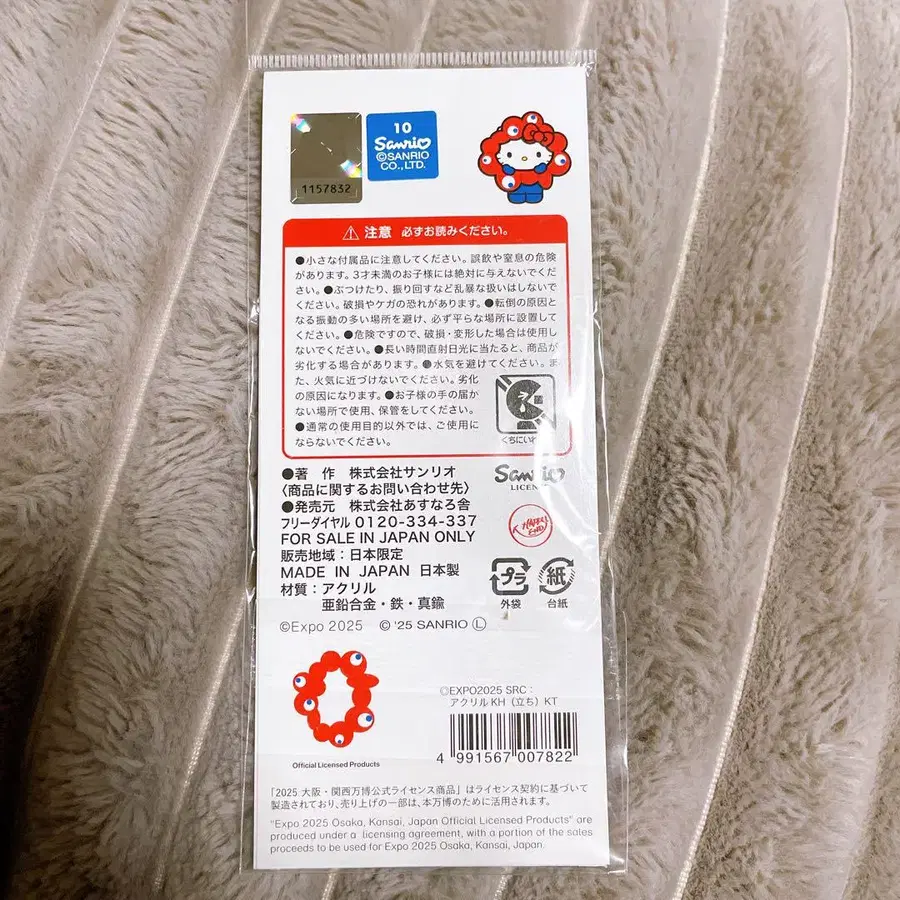 1157832
10
Sanrio
©SANRIO
CO.,LTD.
⚠ 注意 必ずお読みください。
●小さな付属品に注意してください。誤飲や窒息の危険
があります。3才未満のお子様には絶対に与えないでくだ
さい。●ぶつけたり、振り回すなど乱暴な扱いはしないで
ください。破損やケガの恐れがあります。●転倒の原因と
なる振動の多い場所を避け、必ず平らな場所に設置して
ください。●危険ですので、破損・変形した場合は使用し
ないでください。●長い時間直射日光に当たると、商品が
劣化する場合があります。●水気を避けてください。ま
た、火気に近づけないでください。劣化
の原因になります。●お子様の手の届か
ない場所で使用、保管をしてください。
●通常の使用目的以外では、ご使用に
ならないでください。
くちにいれ
●著 作 株式会社サンリオ
〈商品に関するお問い合わせ先〉
●発売元 株式会社あすなろ舎
フリーダイヤル 0120-334-337
FOR SALE IN JAPAN ONLY
販売地域：日本限定
MADE IN JAPAN 日本製
材質：アクリル
亜鉛合金・鉄・真鍮
Sanrio
LICEN
プラ
外袋
紙
台紙
©Expo 2025 © '25 SANRIO Ⓛ
Official Licensed Products
©EXPO2025 SRC：
アクリルKH（立ち）KT
4 991567 007822
「2025 大阪・関西万博公式ライセンス商品」はライセンス契約に基づいて
製造されており、売り上げの一部は、本万博のために活用されます。
"Expo 2025 Osaka, Kansai, Japan Official Licensed Products" are
produced under a licensing agreement, with a portion of the sales
proceeds to be used for Expo 2025 Osaka, Kansai, Japan.